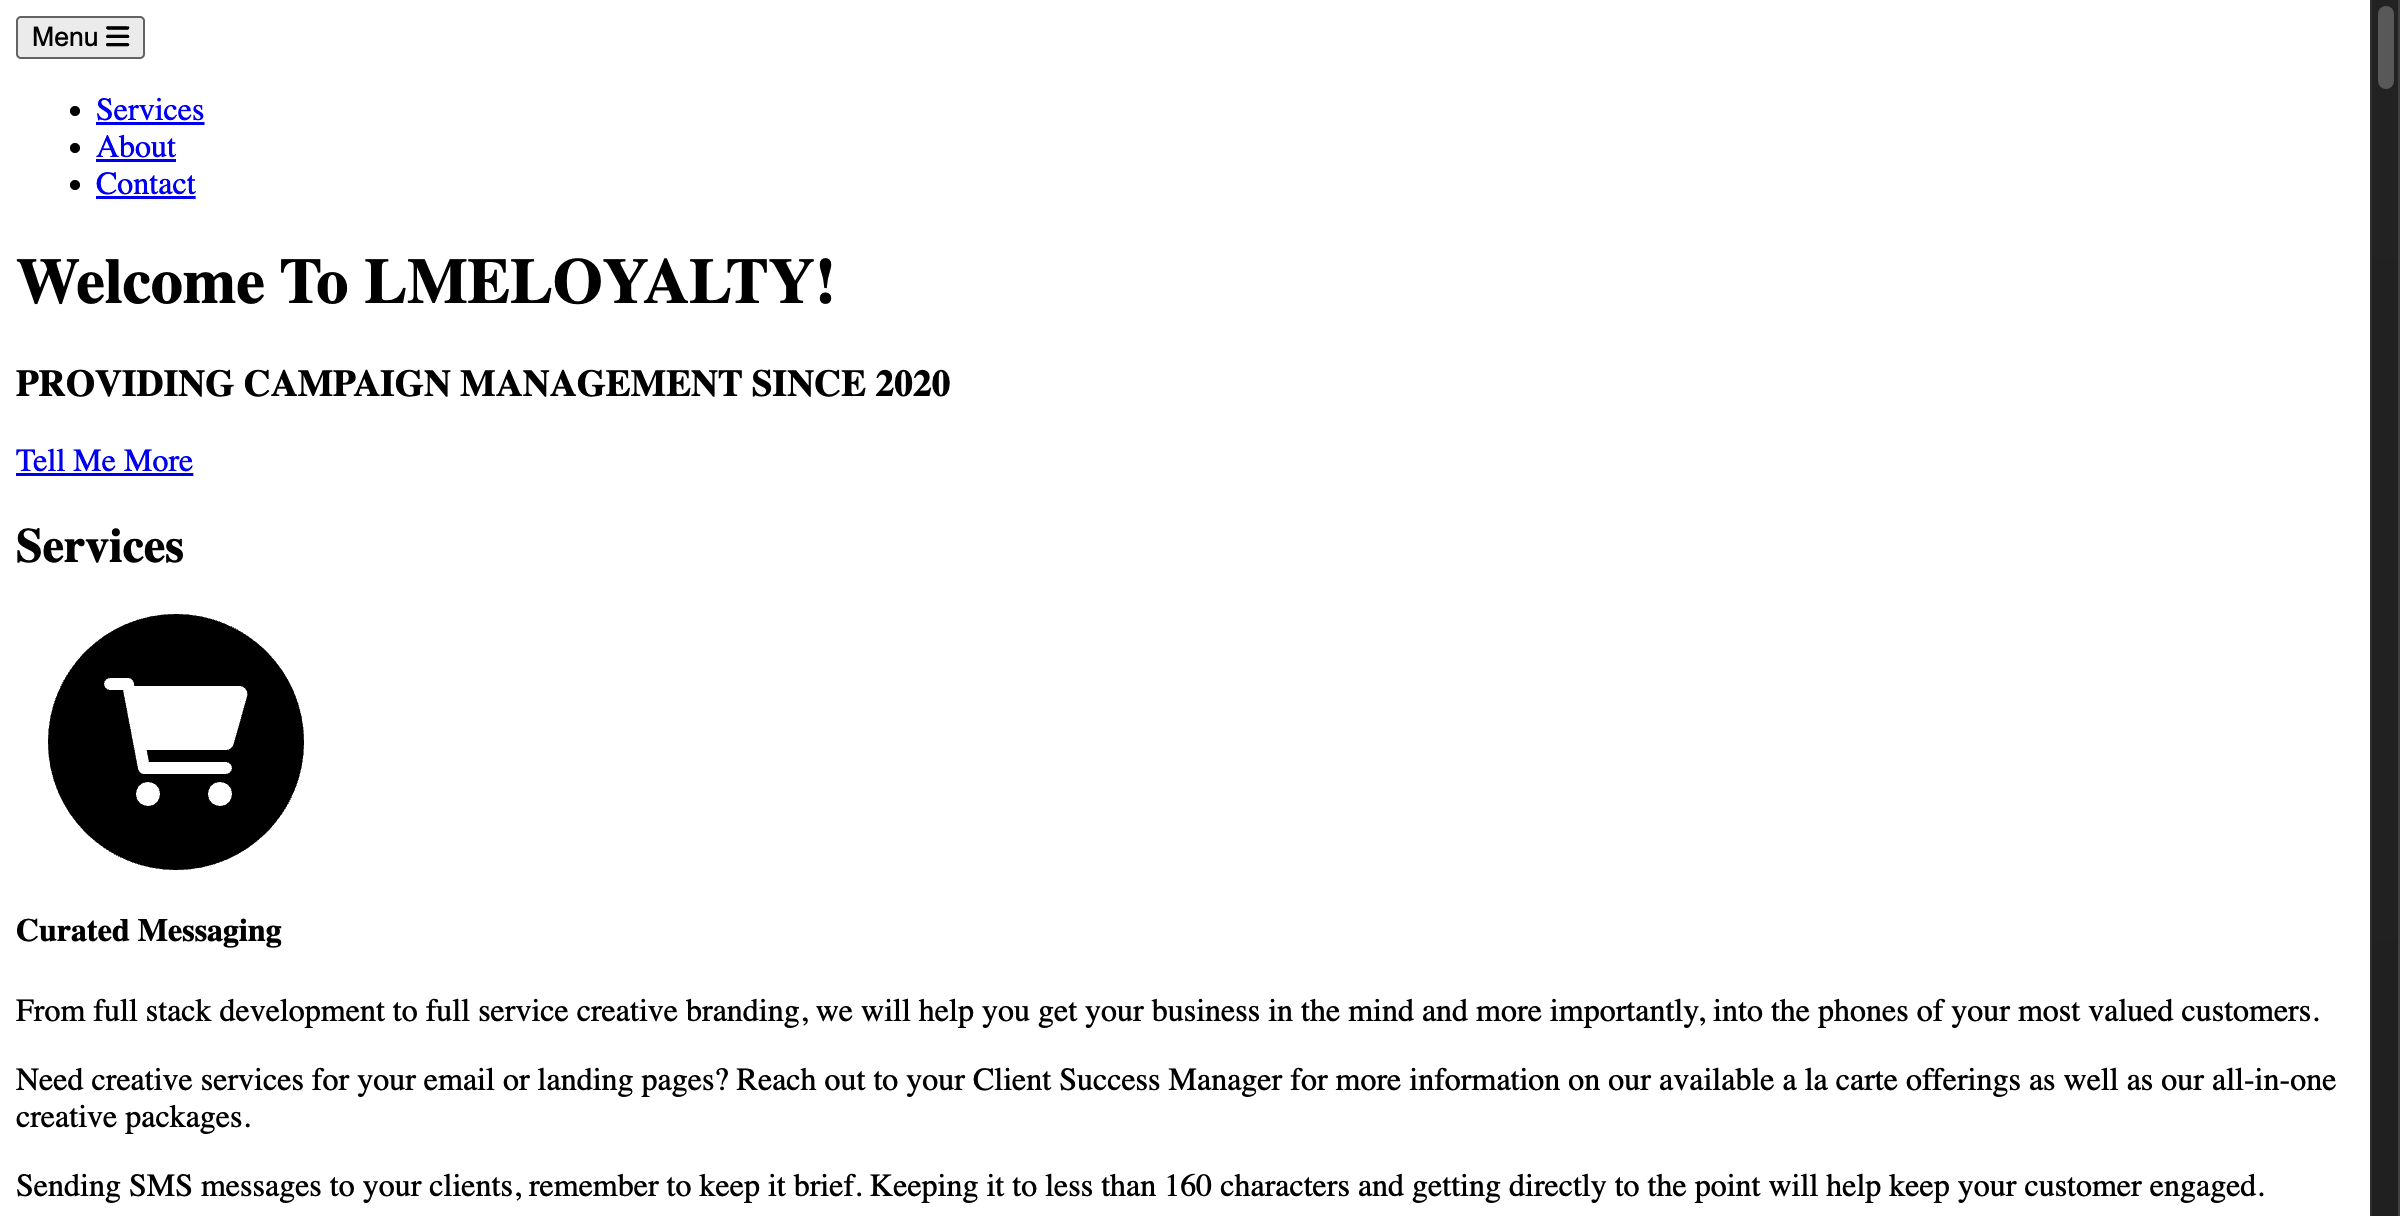 Menu
Services
About
Contact
Welcome To LMELOYALTY!
PROVIDING CAMPAIGN MANAGEMENT SINCE 2020
Tell Me More
Services
Curated Messaging
From full stack development to full service creative branding, we will help you get your business in the mind and more importantly, into the phones of your most valued customers.
Need creative services for your email or landing pages? Reach out to your Client Success Manager for more information on our available a la carte offerings as well as our all-in-one
creative packages.
Sending SMS messages to your clients, remember to keep it brief. Keeping it to less than 160 characters and getting directly to the point will help keep your customer engaged.